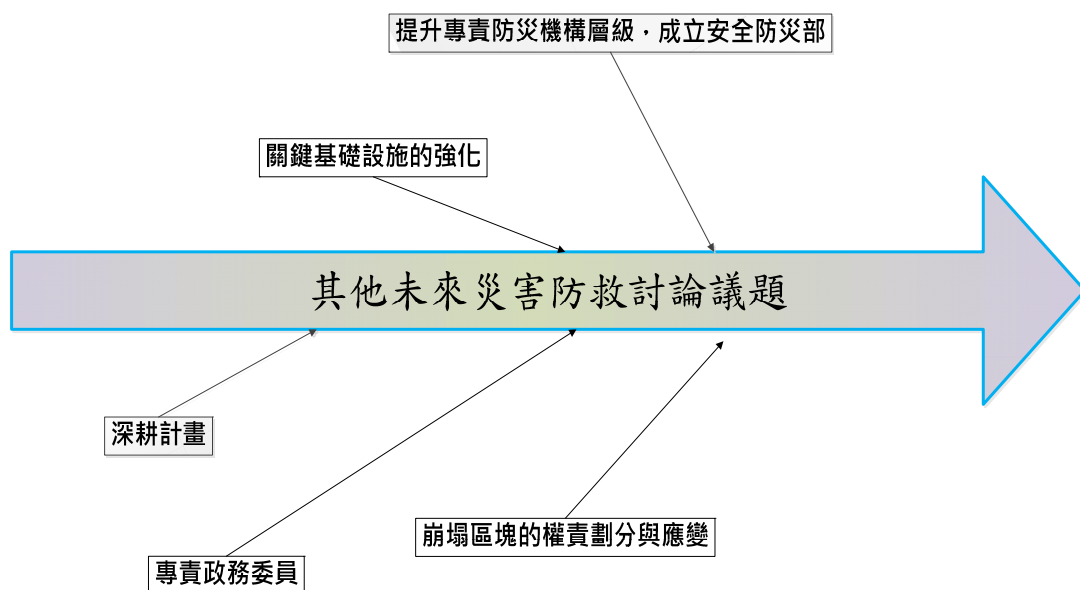 提升專責防災機構層級，成立安全防災部
關鍵基礎設施的強化
其他未來災害防救討論議題
深耕計畫
崩塌區塊的權責劃分與應變
專責政務委員